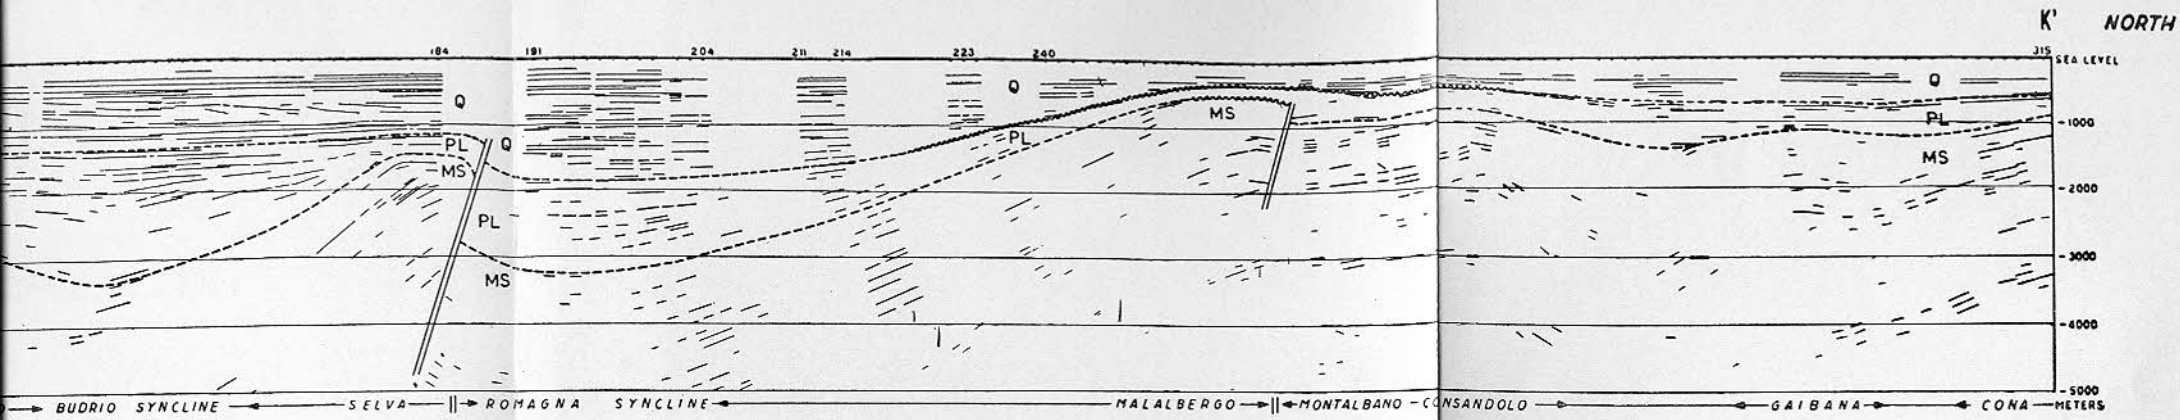 K' NORTH
184 191 204 211 214 223 240 315
SEA LEVEL
Q Q Q
Q
PL PL PL
MS MS MS
-1000
-2000
PL
-3000
MS
-4000
-5000
BUDRIO SYNCLINE SELVA ROMAGNA SYNCLINE MALALBERGO MONTALBANO - CONSANDOLO GAIBANA CONA METERS